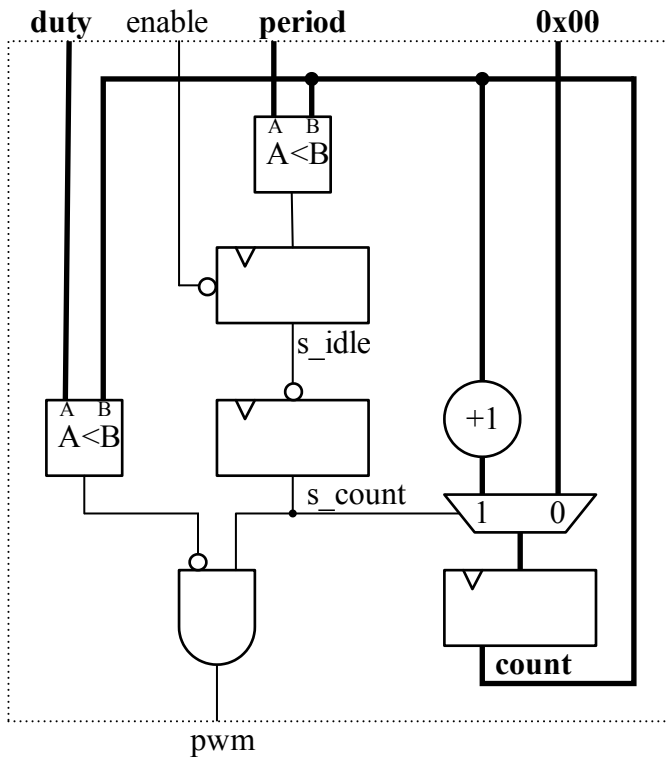 duty enable period 0x00
A B
A<B
s_idle
A B
A<B
+1
s_count
1 0
count
pwm